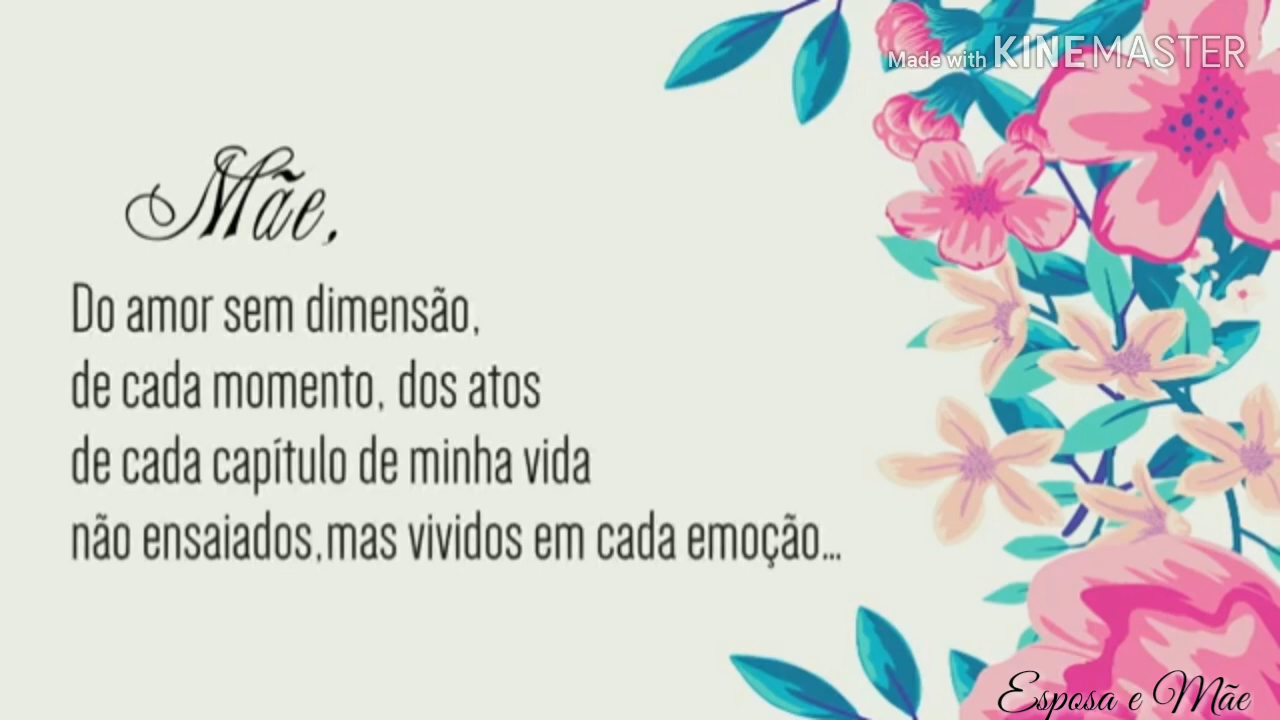 Made with KINEMASTER
Mãe,
Do amor sem dimensão,
de cada momento, dos atos
de cada capítulo de minha vida
não ensaiados,mas vividos em cada emoção...
Esposa e Mãe